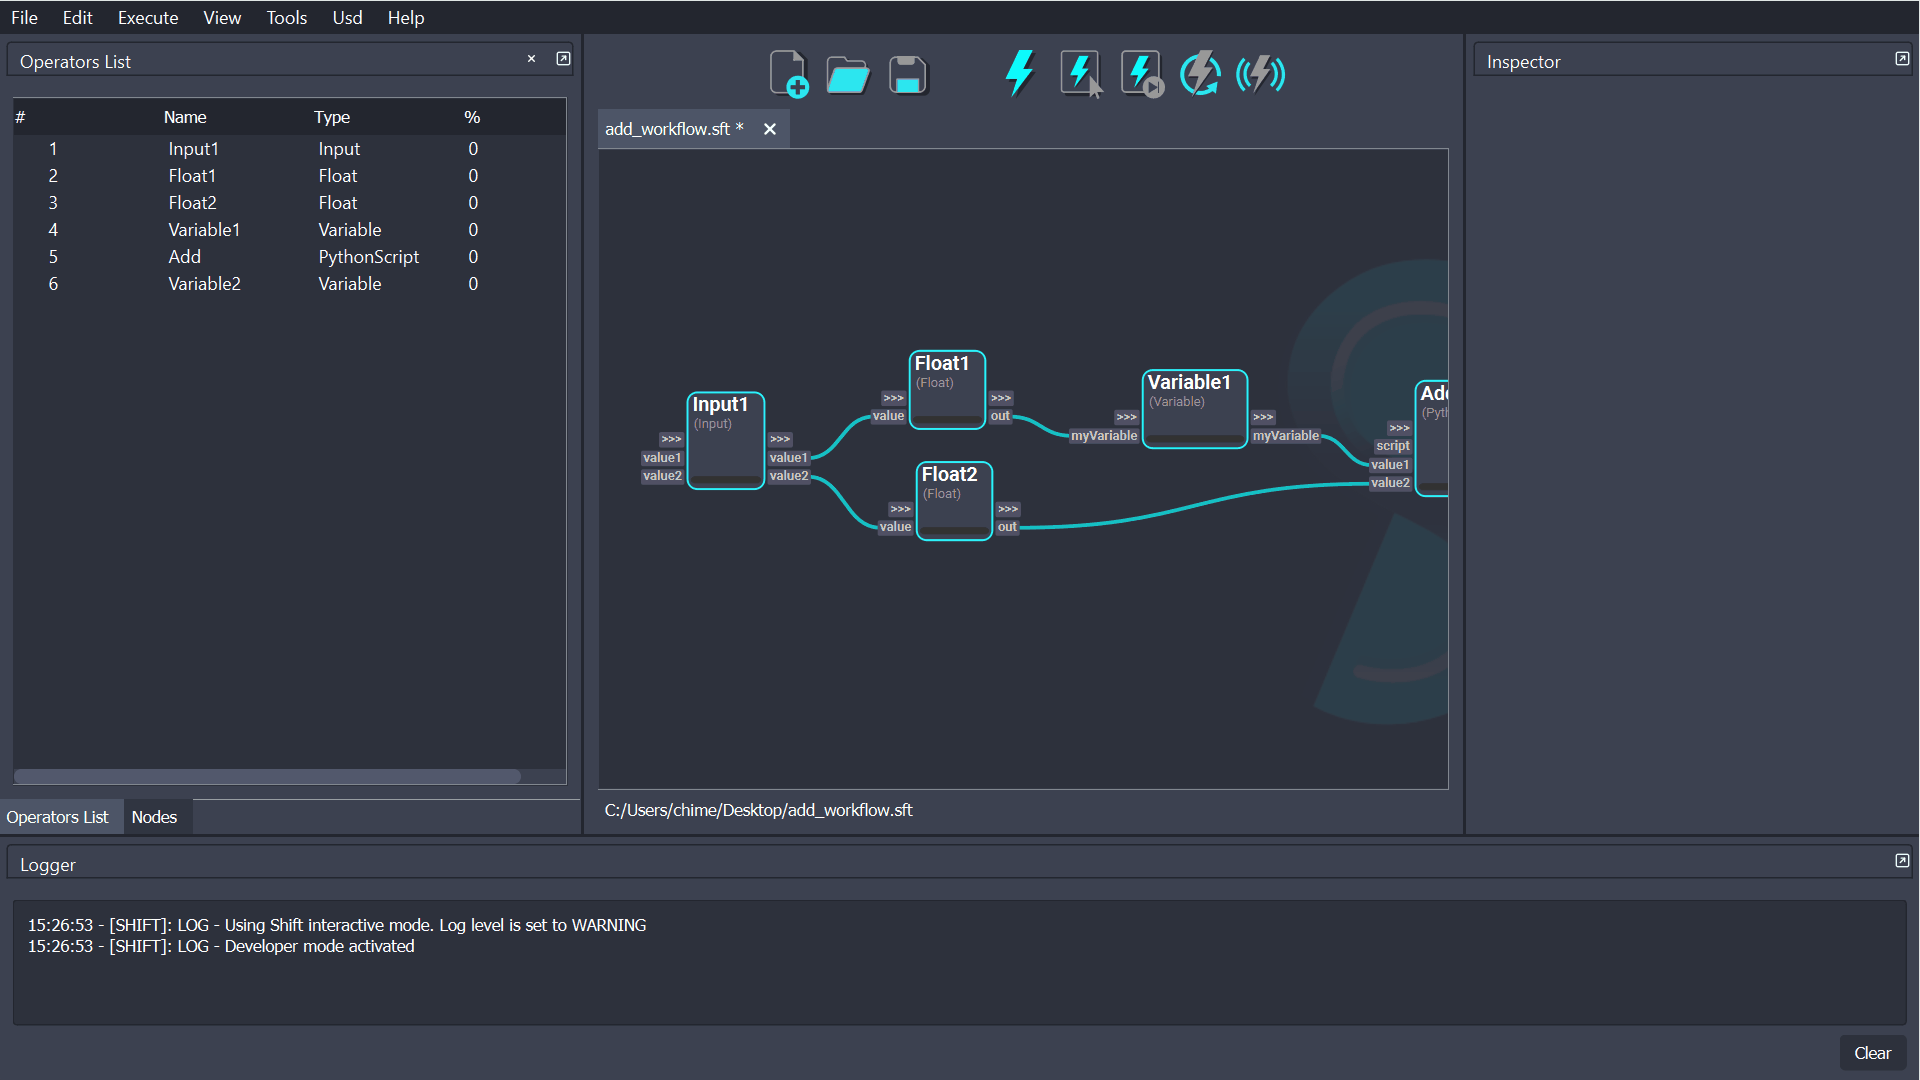 File Edit Execute View Tools Usd Help
Operators List
# Name Type %
1 Input1 Input 0
2 Float1 Float 0
3 Float2 Float 0
4 Variable1 Variable 0
5 Add PythonScript 0
6 Variable2 Variable 0
Operators List Nodes
add_workflow.sft *
Input1
(Input)
>>> >>>
value1 value1
value2 value2
Float1
(Float)
>>> >>>
value out
Float2
(Float)
>>> >>>
value out
Variable1
(Variable)
>>> >>>
myVariable myVariable
Add
(Pyth
>>>
script
value1
value2
C:/Users/chime/Desktop/add_workflow.sft
Inspector
Logger
15:26:53 - [SHIFT]: LOG - Using Shift interactive mode. Log level is set to WARNING
15:26:53 - [SHIFT]: LOG - Developer mode activated
Clear